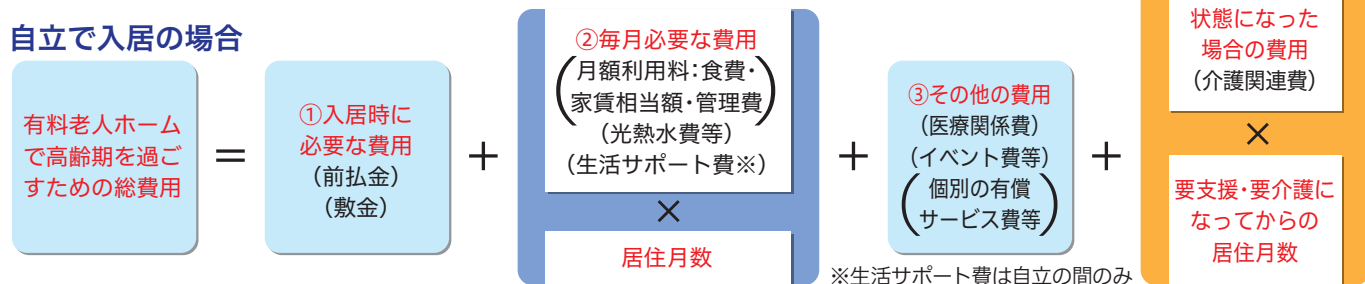 自立で入居の場合
有料老人ホーム
で高齢期を過ご
すための総費用
=
①入居時に
必要な費用
(前払金)
(敷金)
+
②毎月必要な費用
(月額利用料:食費・
家賃相当額・管理費)
(光熱水費等)
(生活サポート費※)
×
居住月数
+
③その他の費用
(医療関係費)
(イベント費等)
(個別の有償
サービス費等)
※生活サポート費は自立の間のみ
+
状態になった
場合の費用
(介護関連費)
×
要支援・要介護に
なってからの
居住月数